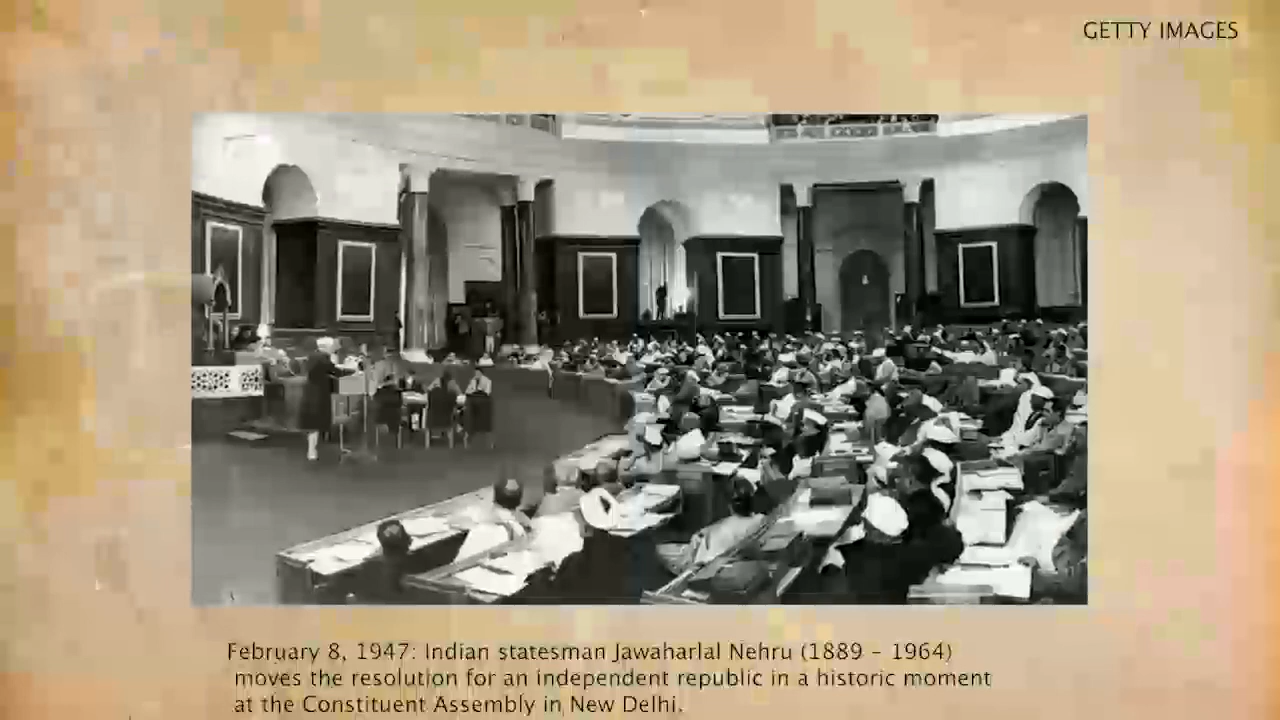 GETTY IMAGES
February 8, 1947: Indian statesman Jawaharlal Nehru (1889 – 1964)
moves the resolution for an independent republic in a historic moment
at the Constituent Assembly in New Delhi.